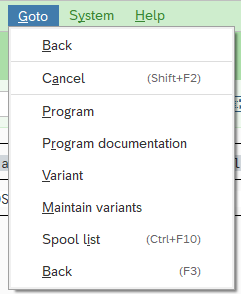 Goto System Help
Back
Cancel (Shift+F2)
Program
Program documentation
Variant
Maintain variants
Spool list (Ctrl+F10)
Back (F3)